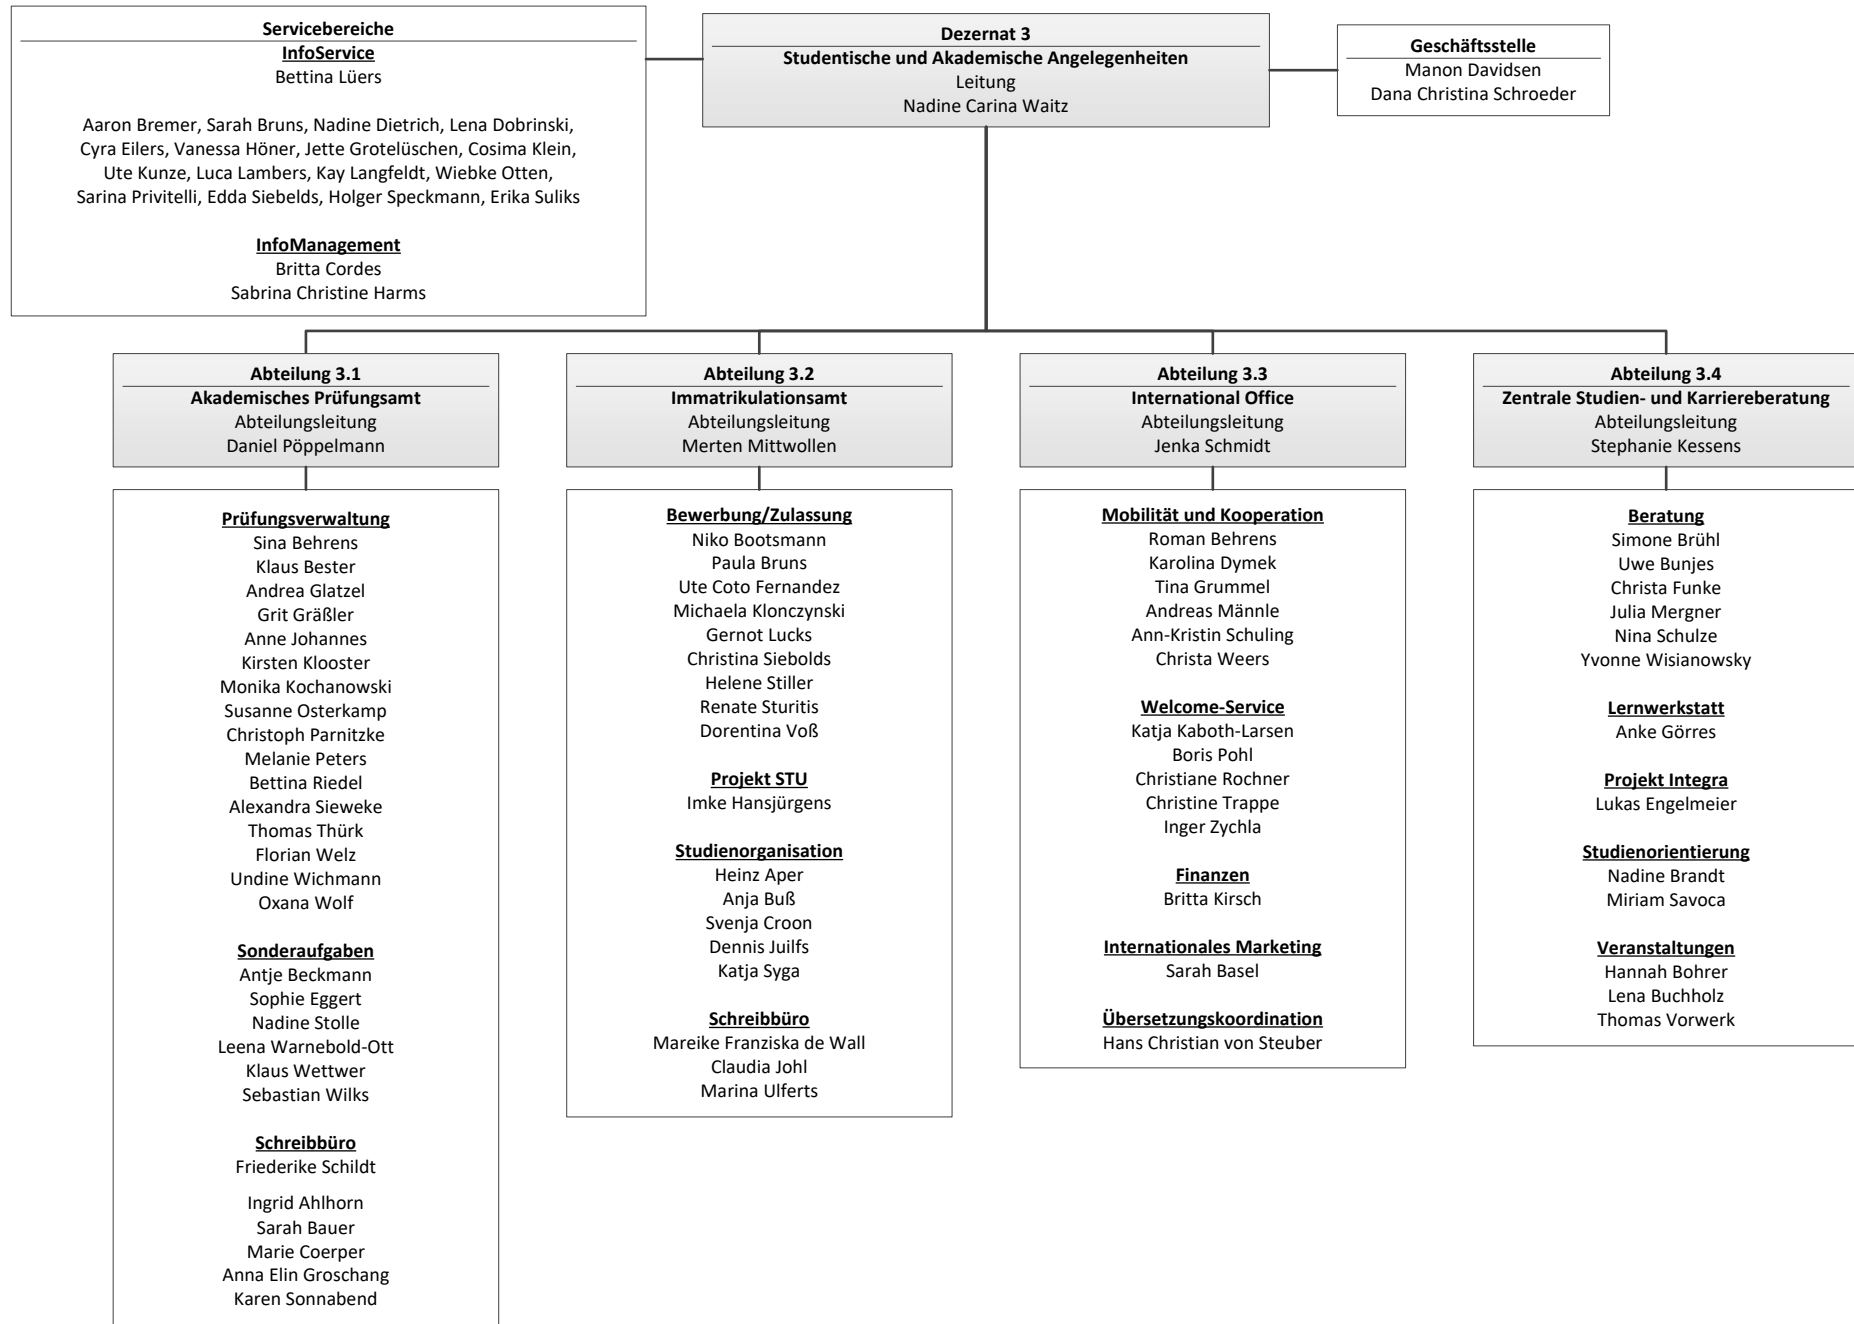 Servicebereiche
InfoService
Bettina Lüers
Aaron Bremer, Sarah Bruns, Nadine Dietrich, Lena Dobrinski,
Cyra Eilers, Vanessa Höner, Jette Grotelüschen, Cosima Klein,
Ute Kunze, Luca Lambers, Kay Langfeldt, Wiebke Otten,
Sarina Privitelli, Edda Siebelds, Holger Speckmann, Erika Suliks
InfoManagement
Britta Cordes
Sabrina Christine Harms
Dezernat 3
Studentische und Akademische Angelegenheiten
Leitung
Nadine Carina Waitz
Geschäftsstelle
Manon Davidsen
Dana Christina Schroeder
Abteilung 3.1
Akademisches Prüfungsamt
Abteilungsleitung
Daniel Pöppelmann
Prüfungsverwaltung
Sina Behrens
Klaus Bester
Andrea Glatzel
Grit Gräßler
Anne Johannes
Kirsten Klooster
Monika Kochanowski
Susanne Osterkamp
Christoph Parnitzke
Melanie Peters
Bettina Riedel
Alexandra Sieweke
Thomas Thürk
Florian Welz
Undine Wichmann
Oxana Wolf
Sonderaufgaben
Antje Beckmann
Sophie Eggert
Nadine Stolle
Leena Warnebold-Ott
Klaus Wettwer
Sebastian Wilks
Schreibbüro
Friederike Schildt
Ingrid Ahlhorn
Sarah Bauer
Marie Coerper
Anna Elin Groschang
Karen Sonnabend
Abteilung 3.2
Immatrikulationsamt
Abteilungsleitung
Merten Mittwollen
Bewerbung/Zulassung
Niko Bootsmann
Paula Bruns
Ute Coto Fernandez
Michaela Klonczynski
Gernot Lucks
Christina Siebolds
Helene Stiller
Renate Sturitis
Dorentina Voß
Projekt STU
Imke Hansjürgens
Studienorganisation
Heinz Aper
Anja Buß
Svenja Croon
Dennis Juilfs
Katja Syga
Schreibbüro
Mareike Franziska de Wall
Claudia Johl
Marina Ulferts
Abteilung 3.3
International Office
Abteilungsleitung
Jenka Schmidt
Mobilität und Kooperation
Roman Behrens
Karolina Dymek
Tina Grummel
Andreas Männle
Ann-Kristin Schuling
Christa Weers
Welcome-Service
Katja Kaboth-Larsen
Boris Pohl
Christiane Rochner
Christine Trappe
Inger Zychla
Finanzen
Britta Kirsch
Internationales Marketing
Sarah Basel
Übersetzungskoordination
Hans Christian von Steuber
Abteilung 3.4
Zentrale Studien- und Karriereberatung
Abteilungsleitung
Stephanie Kessens
Beratung
Simone Brühl
Uwe Bunjes
Christa Funke
Julia Mergner
Nina Schulze
Yvonne Wisianowsky
Lernwerkstatt
Anke Görres
Projekt Integra
Lukas Engelmeier
Studienorientierung
Nadine Brandt
Miriam Savoca
Veranstaltungen
Hannah Bohrer
Lena Buchholz
Thomas Vorwerk